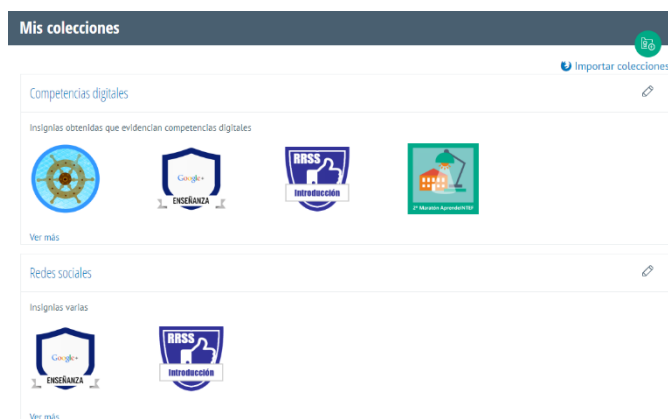 Mis colecciones
Importar colecciones
Competencias digitales
Insignias obtenidas que evidencian competencias digitales
Google+
ENSEÑANZA
RRSS
Introducción
2ª Maratón AprendeINTEF
Ver más
Redes sociales
Insignias varias
Google+
ENSEÑANZA
RRSS
Introducción
Ver más